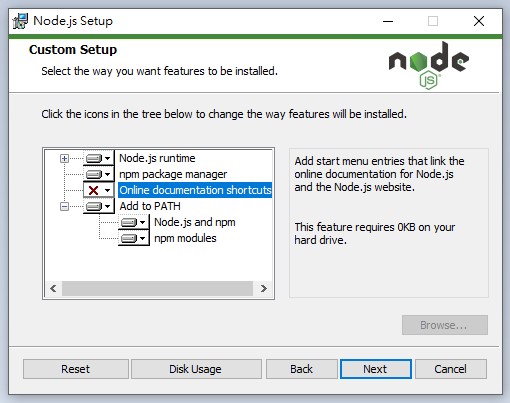 Node.js Setup
Custom Setup
Select the way you want features to be installed.
node
JS
Click the icons in the tree below to change the way features will be installed.
Node.js runtime
npm package manager
Online documentation shortcuts
Add to PATH
Node.js and npm
npm modules
Add start menu entries that link the
online documentation for Node.js
and the Node.js website.
This feature requires 0KB on your
hard drive.
Browse...
Reset
Disk Usage
Back
Next
Cancel